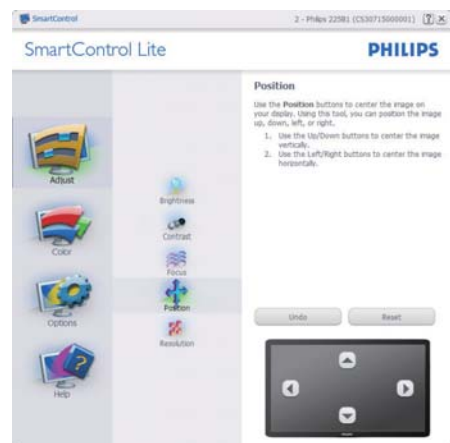 SmartControl
2 - Philips 225B1 (CS30715000001)
SmartControl Lite
PHILIPS
Adjust
Color
Options
Help
Brightness
Contrast
Focus
Position
Resolution
Position
Use the Position buttons to center the image on
your display. Using this tool, you can position the image
up, down, left, or right.
1. Use the Up/Down buttons to center the image
vertically.
2. Use the Left/Right buttons to center the image
horizontally.
Undo
Reset